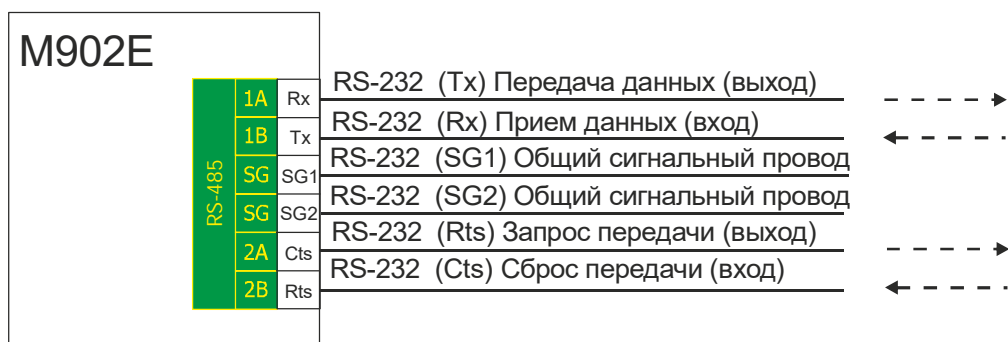 M902E
RS-232 (Tx) Передача данных (выход)
1A Rx
RS-232 (Rx) Прием данных (вход)
1B Tx
RS-232 (SG1) Общий сигнальный провод
SG SG1
RS-485
RS-232 (SG2) Общий сигнальный провод
SG SG2
RS-232 (Rts) Запрос передачи (выход)
2A Cts
RS-232 (Cts) Сброс передачи (вход)
2B Rts